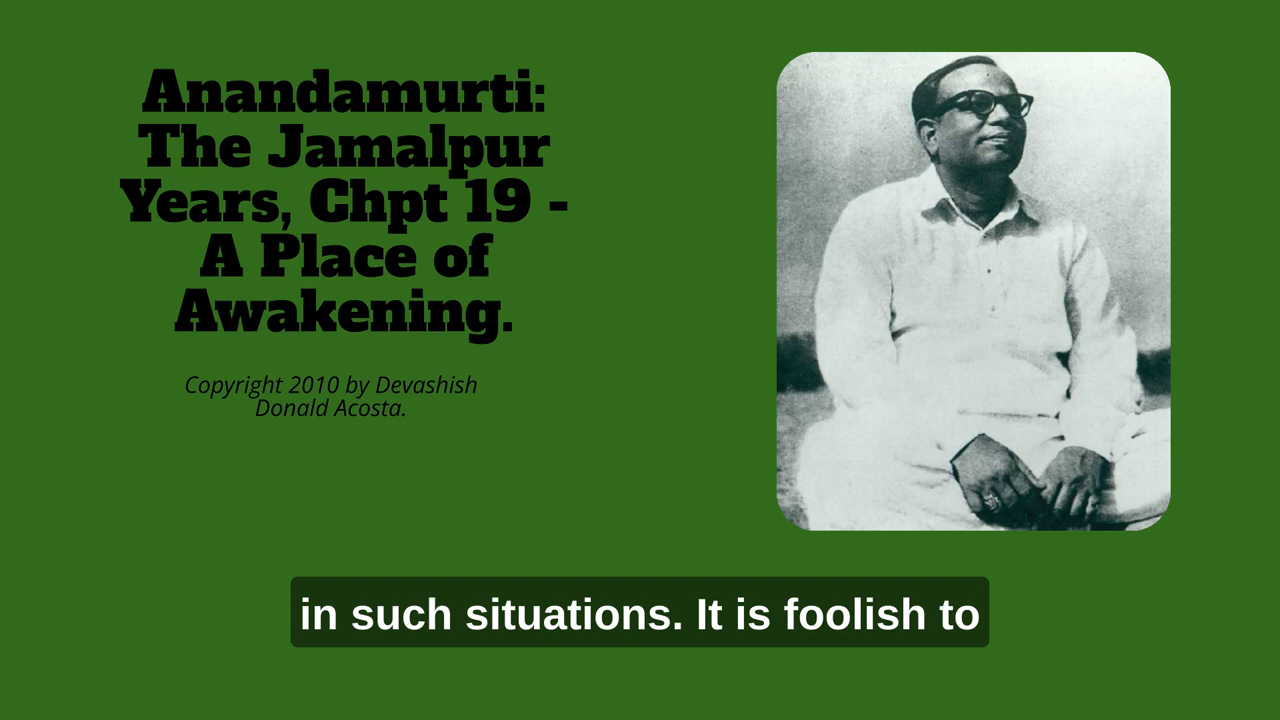 Anandamurti:
The Jamalpur
Years, Chpt 19 -
A Place of
Awakening.
Copyright 2010 by Devashish
Donald Acosta.
in such situations. It is foolish to